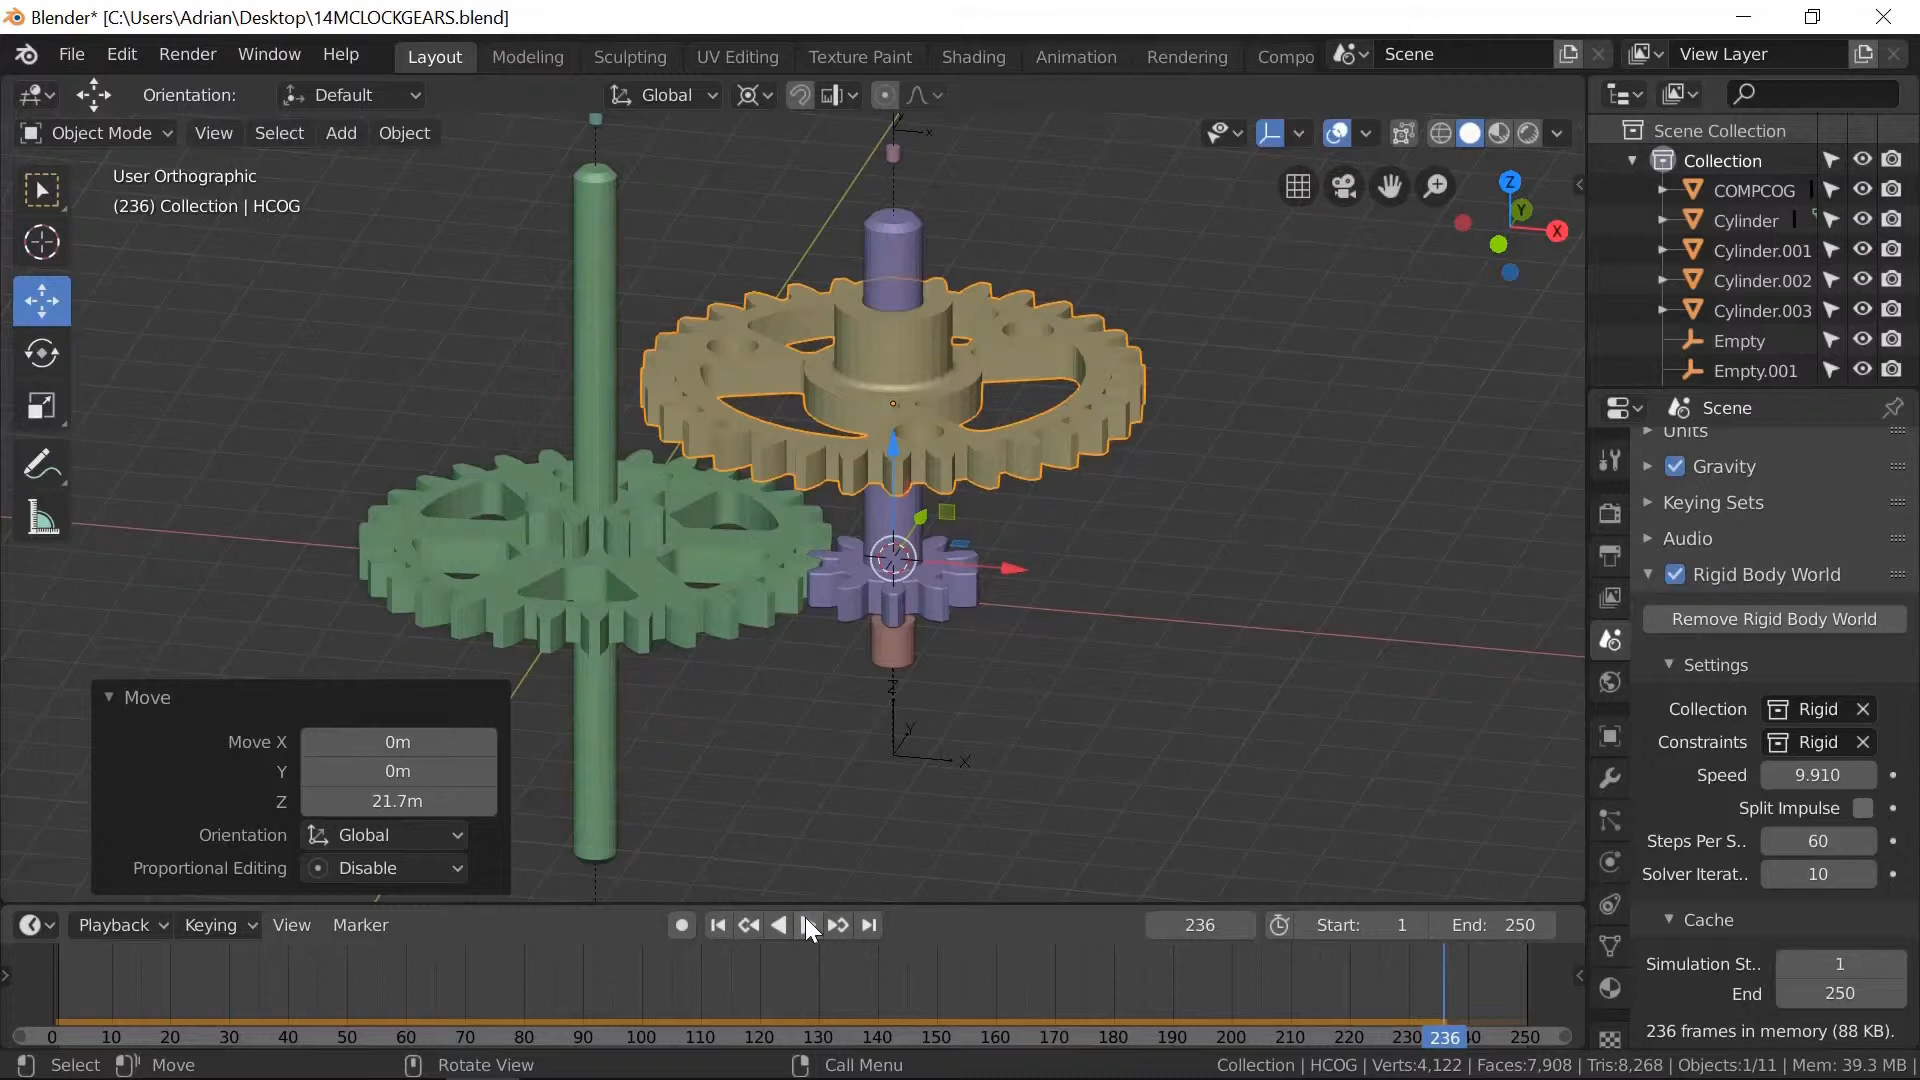 Blender* [C:\Users\Adrian\Desktop\14MCLOCKGEARS.blend]
File Edit Render Window Help Layout Modeling Sculpting UV Editing Texture Paint Shading Animation Rendering Compo Scene View Layer
Orientation: Default Global
Object Mode View Select Add Object
User Orthographic
(236) Collection | HCOG
Z
Y
X
Z
Y
X
Move
Move X 0m
Y 0m
Z 21.7m
Orientation Global
Proportional Editing Disable
Scene Collection
Collection
COMPCOG
Cylinder
Cylinder.001
Cylinder.002
Cylinder.003
Empty
Empty.001
Scene
Units
Gravity
Keying Sets
Audio
Rigid Body World
Remove Rigid Body World
Settings
Collection Rigid
Constraints Rigid
Speed 9.910
Split Impulse
Steps Per S.. 60
Solver Iterat.. 10
Cache
Simulation St.. 1
End 250
236 frames in memory (88 KB).
Playback Keying View Marker 236 Start: 1 End: 250
0 10 20 30 40 50 60 70 80 90 100 110 120 130 140 150 160 170 180 190 200 210 220 230 236 250
Select Move Rotate View Call Menu Collection | HCOG | Verts:4,122 | Faces:7,908 | Tris:8,268 | Objects:1/11 | Mem: 39.3 MB